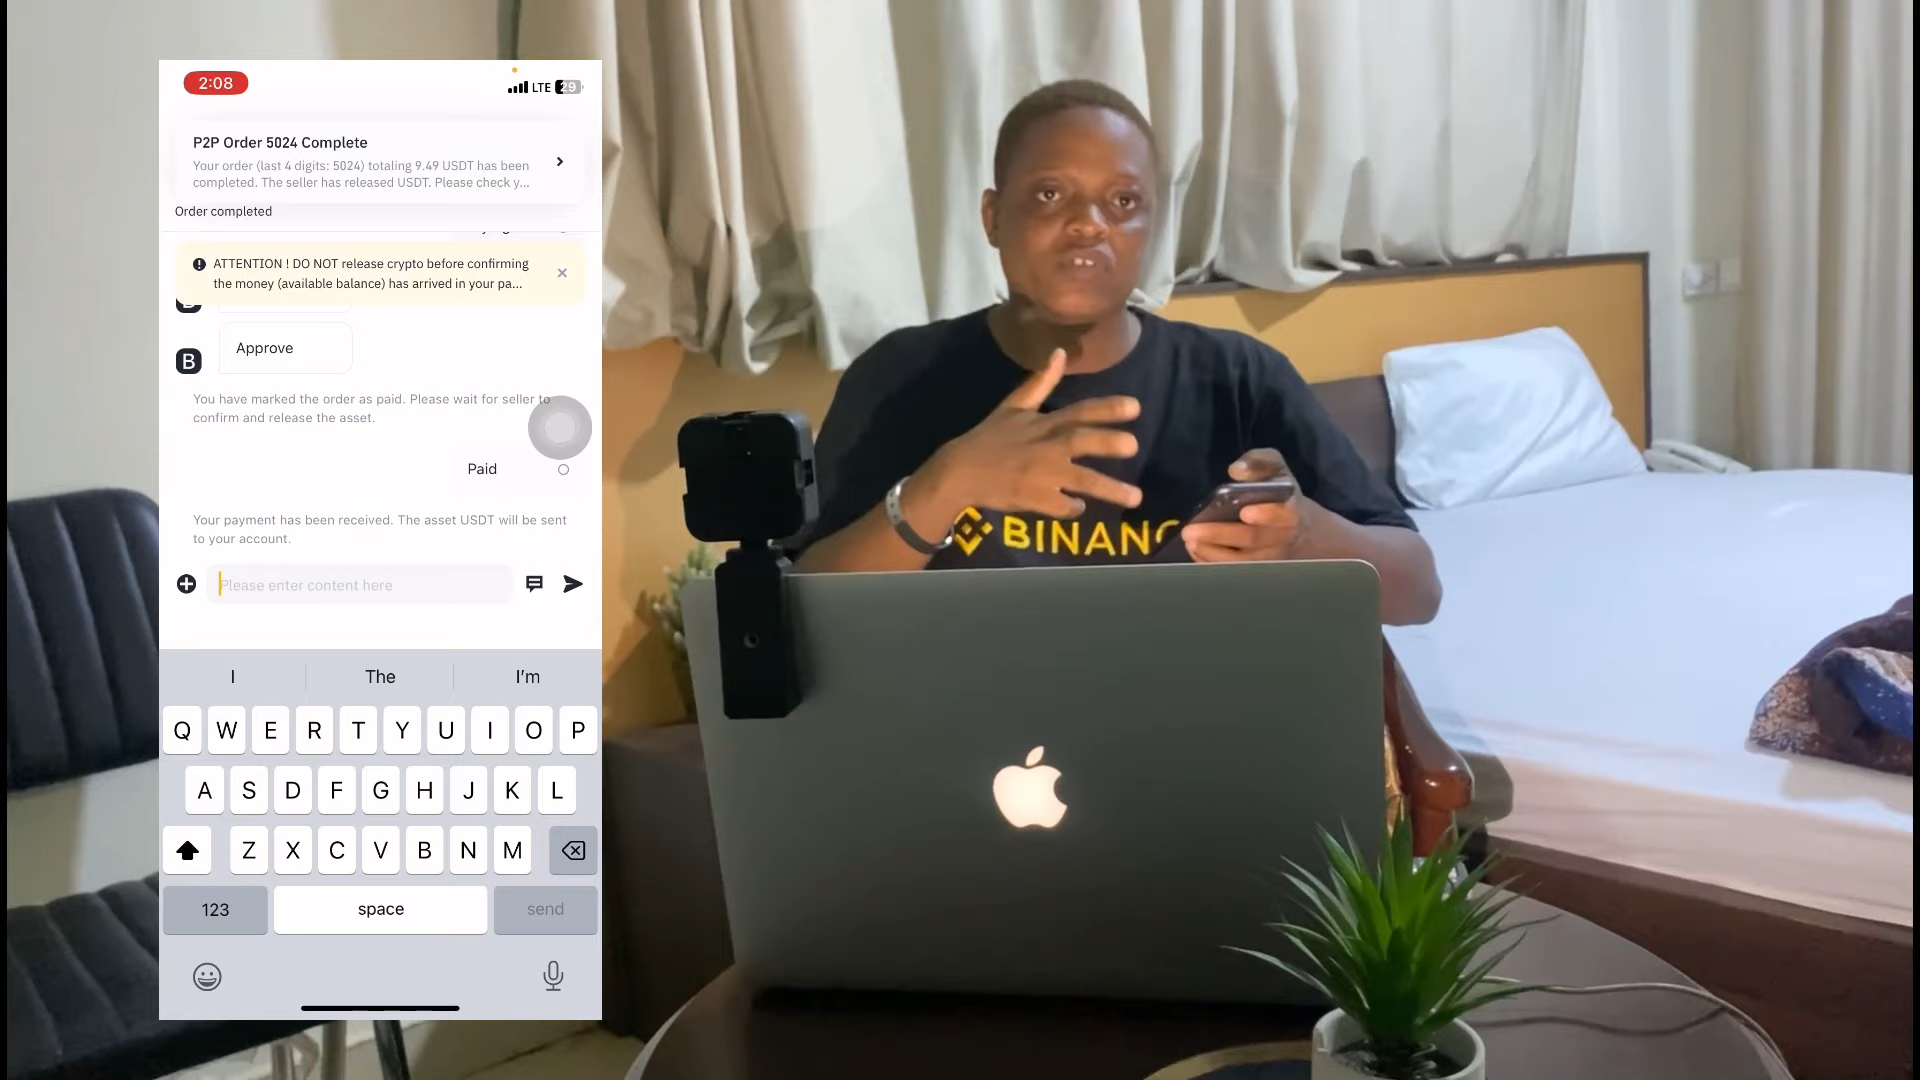 2:08
LTE 29
P2P Order 5024 Complete
Your order (last 4 digits: 5024) totaling 9.49 USDT has been
completed. The seller has released USDT. Please check y...
Order completed
ATTENTION ! DO NOT release crypto before confirming
the money (available balance) has arrived in your pa...
B
Approve
You have marked the order as paid. Please wait for seller to
confirm and release the asset.
Paid
Your payment has been received. The asset USDT will be sent
to your account.
Please enter content here
I The I'm
Q W E R T Y U I O P
A S D F G H J K L
Z X C V B N M
123 space send
BINANC